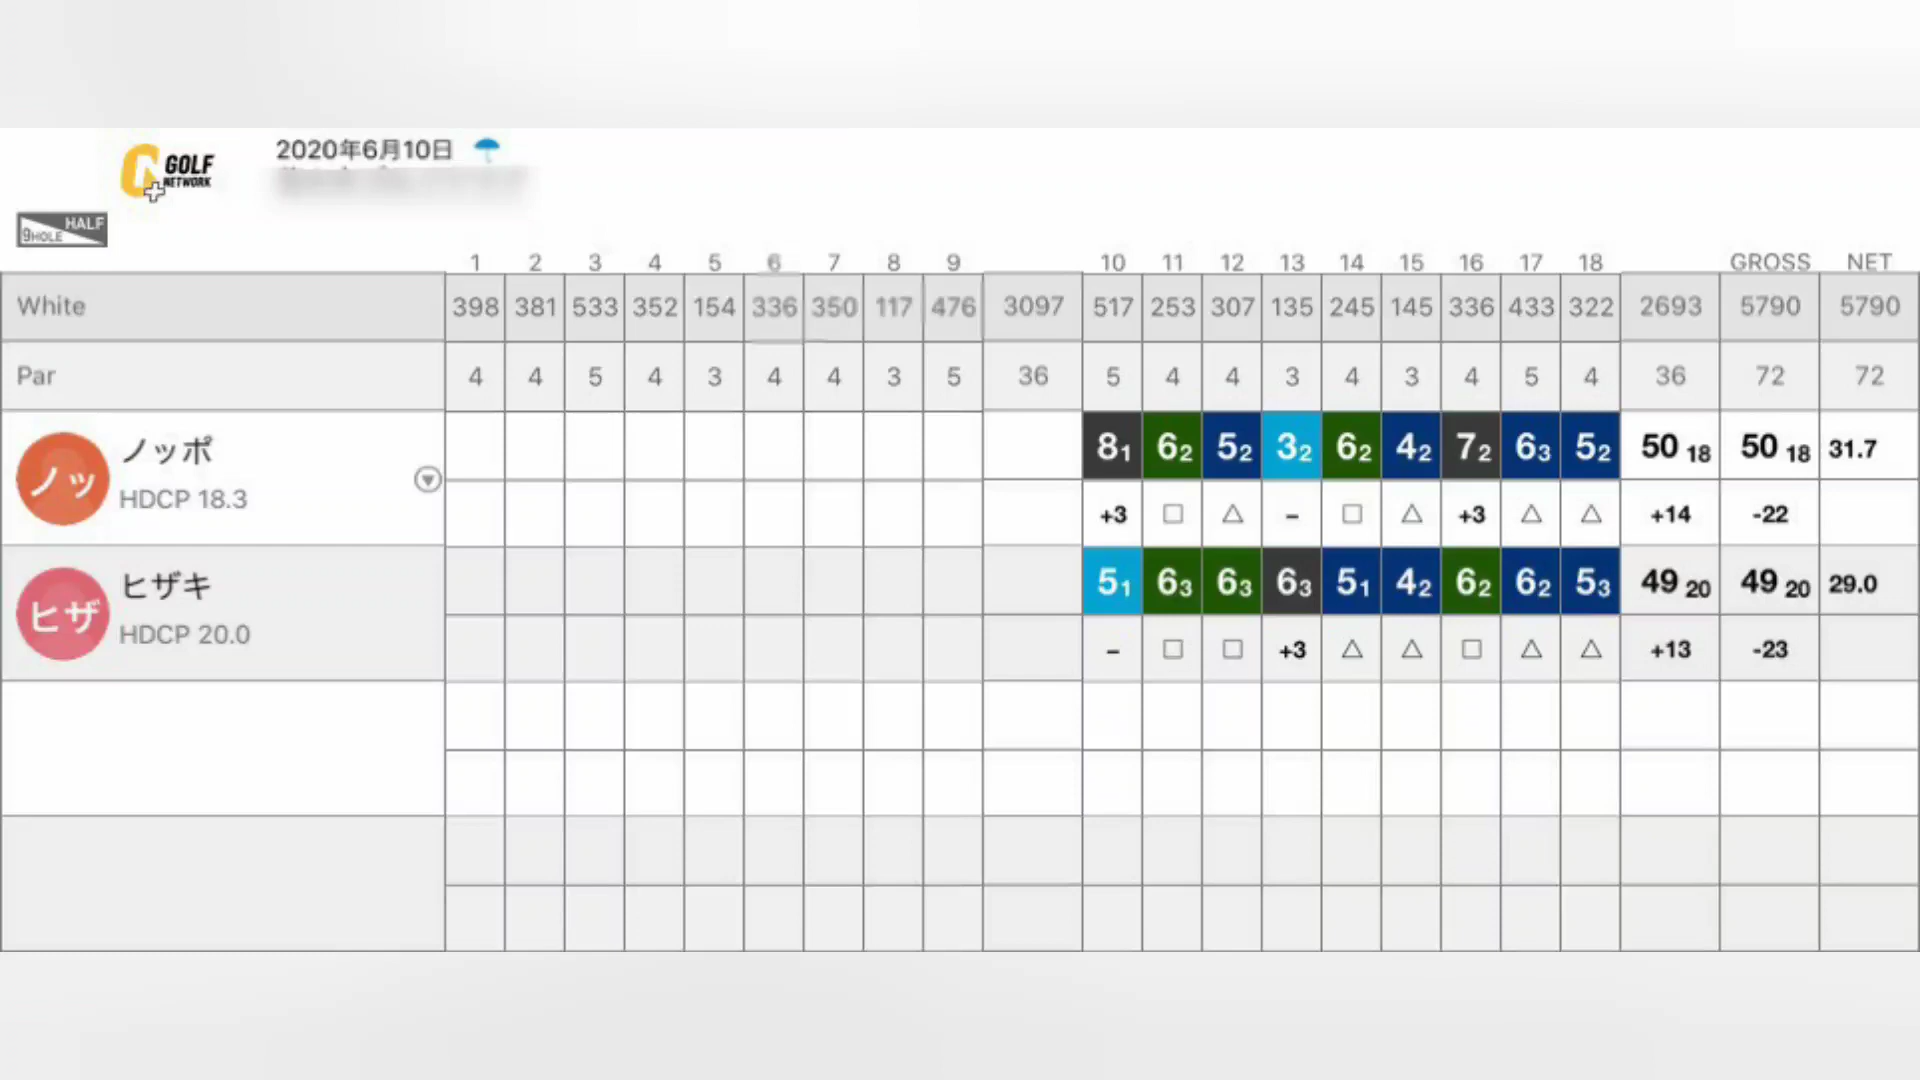 GOLF
NETWORK
2020年6月10日
9HOLE HALF
1 2 3 4 5 6 7 8 9 10 11 12 13 14 15 16 17 18 GROSS NET
White 398 381 533 352 154 336 350 117 476 3097 517 253 307 135 245 145 336 433 322 2693 5790 5790
Par 4 4 5 4 3 4 4 3 5 36 5 4 4 3 4 3 4 5 4 36 72 72
ノッ ノッポ 81 62 52 32 62 42 72 63 52 50 18 50 18 31.7
HDCP 18.3 +3 □ △ − □ △ +3 △ △ +14 -22
ヒザ ヒザキ 51 63 63 63 51 42 62 62 53 49 20 49 20 29.0
HDCP 20.0 − □ □ +3 △ △ □ △ △ +13 -23